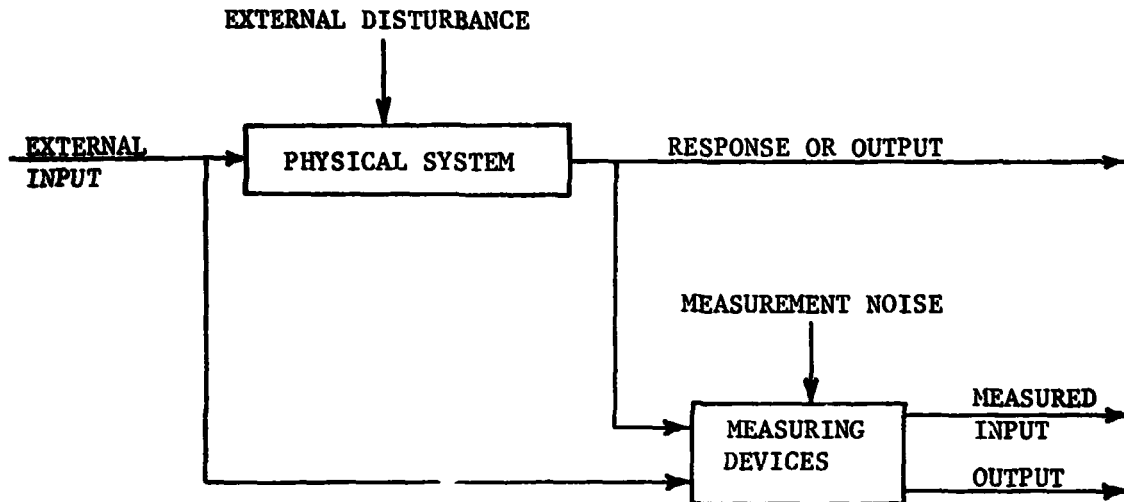 EXTERNAL DISTURBANCE
EXTERNAL
INPUT
PHYSICAL SYSTEM
RESPONSE OR OUTPUT
MEASUREMENT NOISE
MEASURING
DEVICES
MEASURED
INPUT
OUTPUT